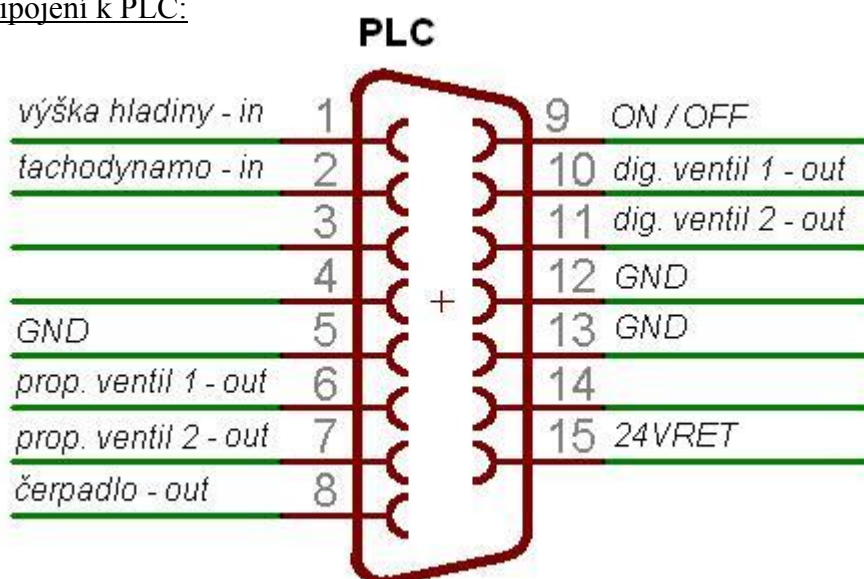 ipojení k PLC:
PLC
výška hladiny - in 1
tachodynamo - in 2
3
4
GND 5
prop. ventil 1 - out 6
prop. ventil 2 - out 7
čerpadlo - out 8
9 ON / OFF
10 dig. ventil 1 - out
11 dig. ventil 2 - out
12 GND
13 GND
14
15 24VRET